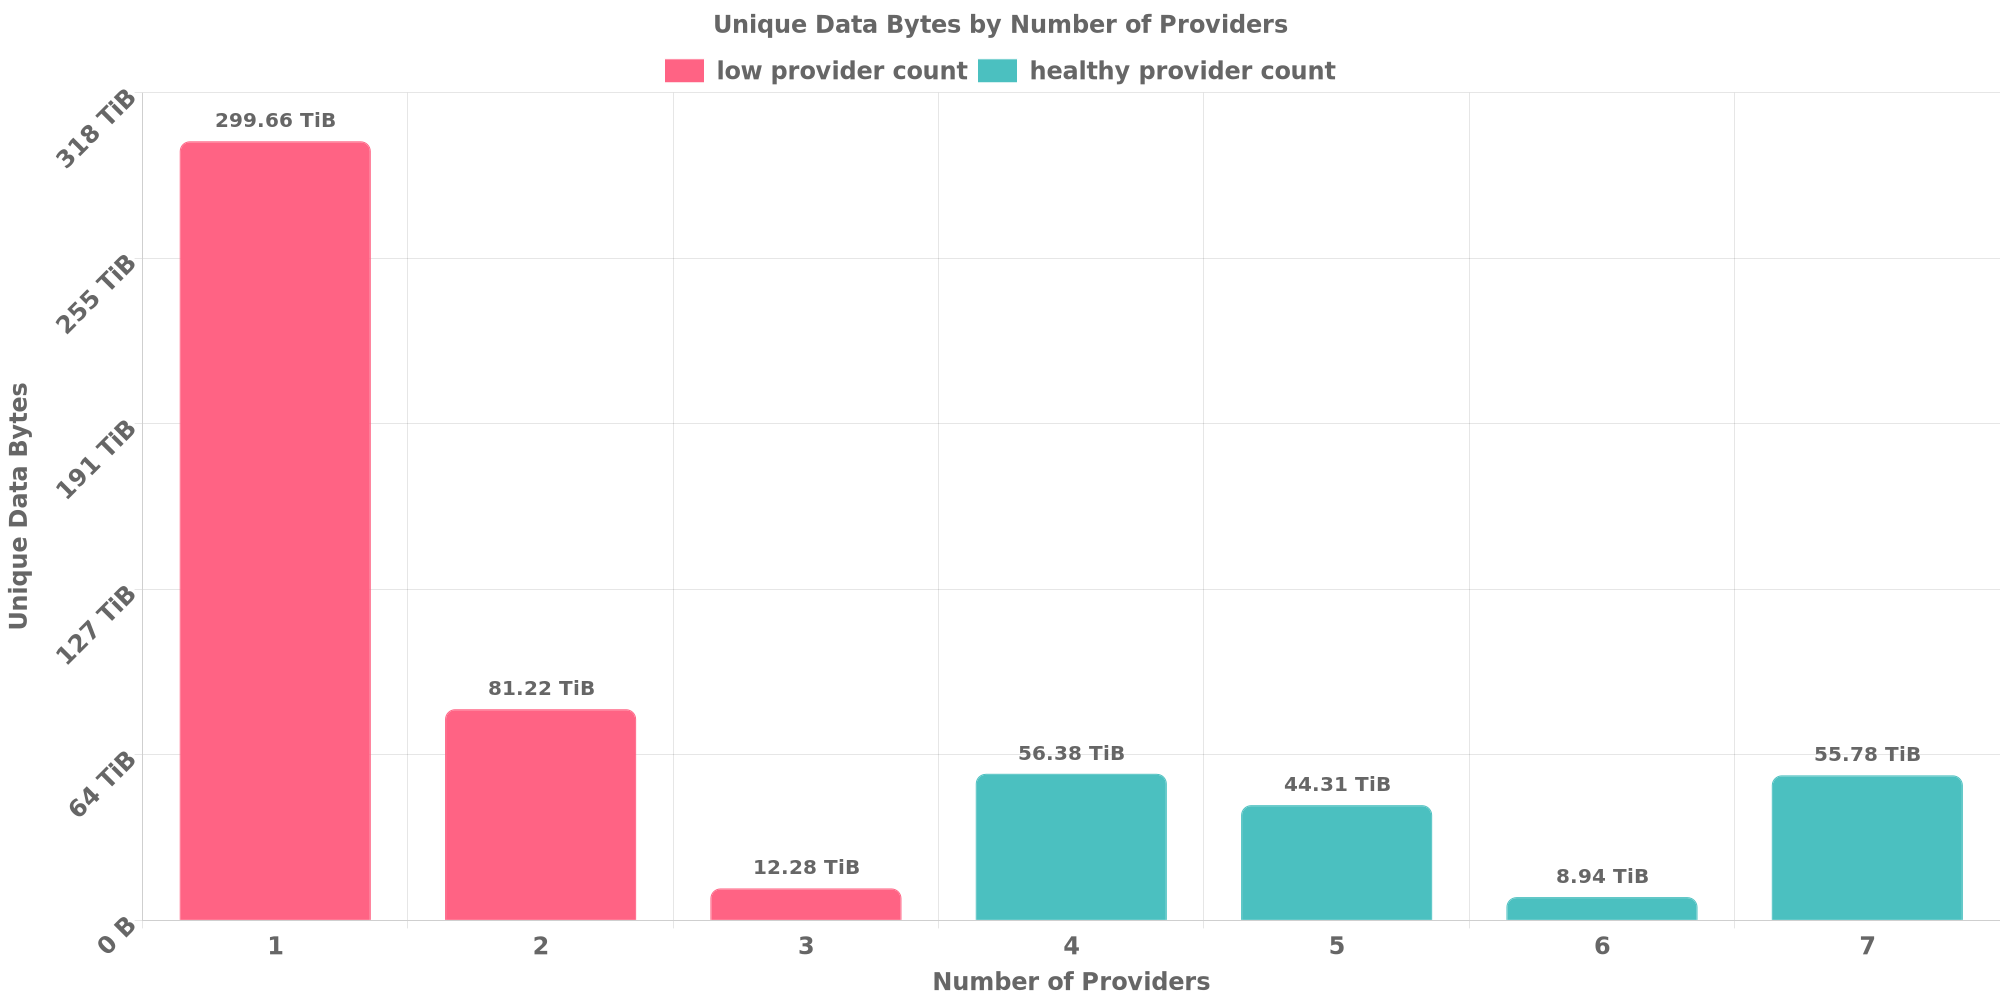 Unique Data Bytes by Number of Providers
low provider count healthy provider count
318 TiB
255 TiB
191 TiB
127 TiB
64 TiB
0 B
Unique Data Bytes
299.66 TiB
81.22 TiB
12.28 TiB
56.38 TiB
44.31 TiB
8.94 TiB
55.78 TiB
1 2 3 4 5 6 7
Number of Providers